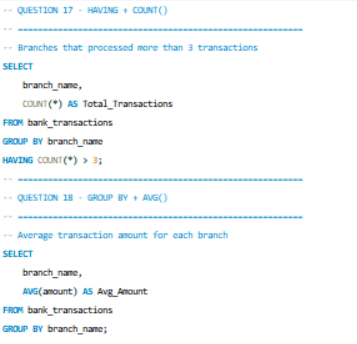 -- QUESTION 17 - HAVING + COUNT()
-- =========================================================
-- Branches that processed more than 3 transactions
SELECT
branch_name,
COUNT(*) AS Total_Transactions
FROM bank_transactions
GROUP BY branch_name
HAVING COUNT(*) > 3;
-- =========================================================
-- QUESTION 18 - GROUP BY + AVG()
-- =========================================================
-- Average transaction amount for each branch
SELECT
branch_name,
AVG(amount) AS Avg_Amount
FROM bank_transactions
GROUP BY branch_name;